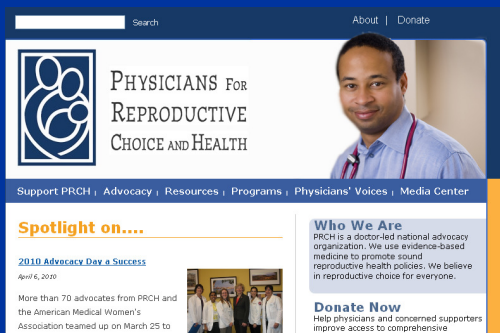 Search
About | Donate
PHYSICIANS FOR
REPRODUCTIVE
CHOICE AND HEALTH
Support PRCH | Advocacy | Resources | Programs | Physicians' Voices | Media Center
Spotlight on....
2010 Advocacy Day a Success
April 6, 2010
More than 70 advocates from PRCH and
the American Medical Women's
Association teamed up on March 25 to
Who We Are
PRCH is a doctor-led national advocacy
organization. We use evidence-based
medicine to promote sound
reproductive health policies. We believe
in reproductive choice for everyone.
Donate Now
Help physicians and concerned supporters
improve access to comprehensive